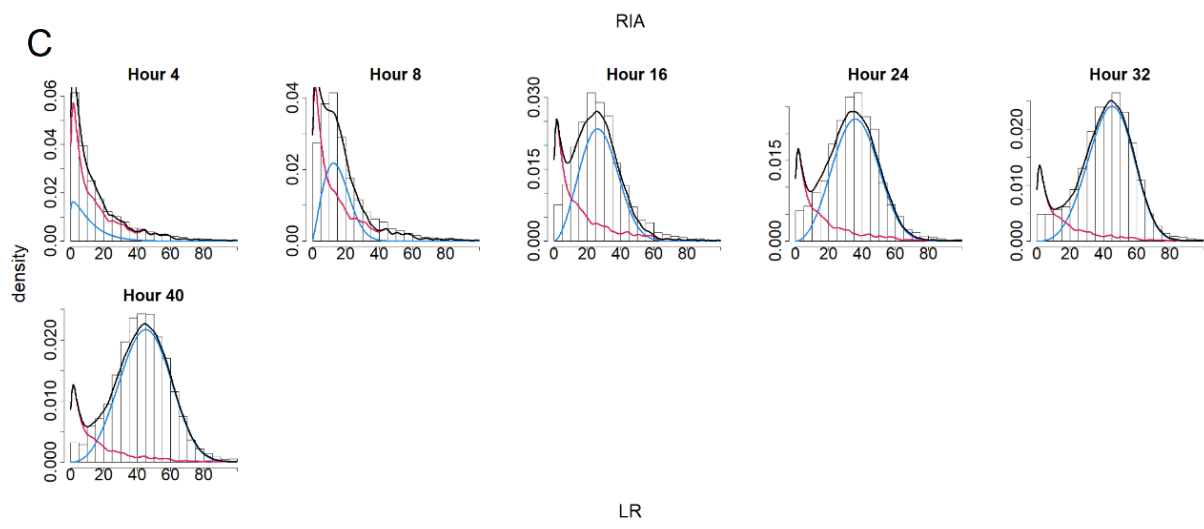 RIA
C
Hour 4
Hour 8
Hour 16
Hour 24
Hour 32
0.00 0.02 0.04 0.06
0.00 0.02 0.04
0.000 0.015 0.030
0.000 0.015
0.000 0.010 0.020
0 20 40 60 80
0 20 40 60 80
0 20 40 60 80
0 20 40 60 80
0 20 40 60 80
density
Hour 40
0.000 0.010 0.020
0 20 40 60 80
LR